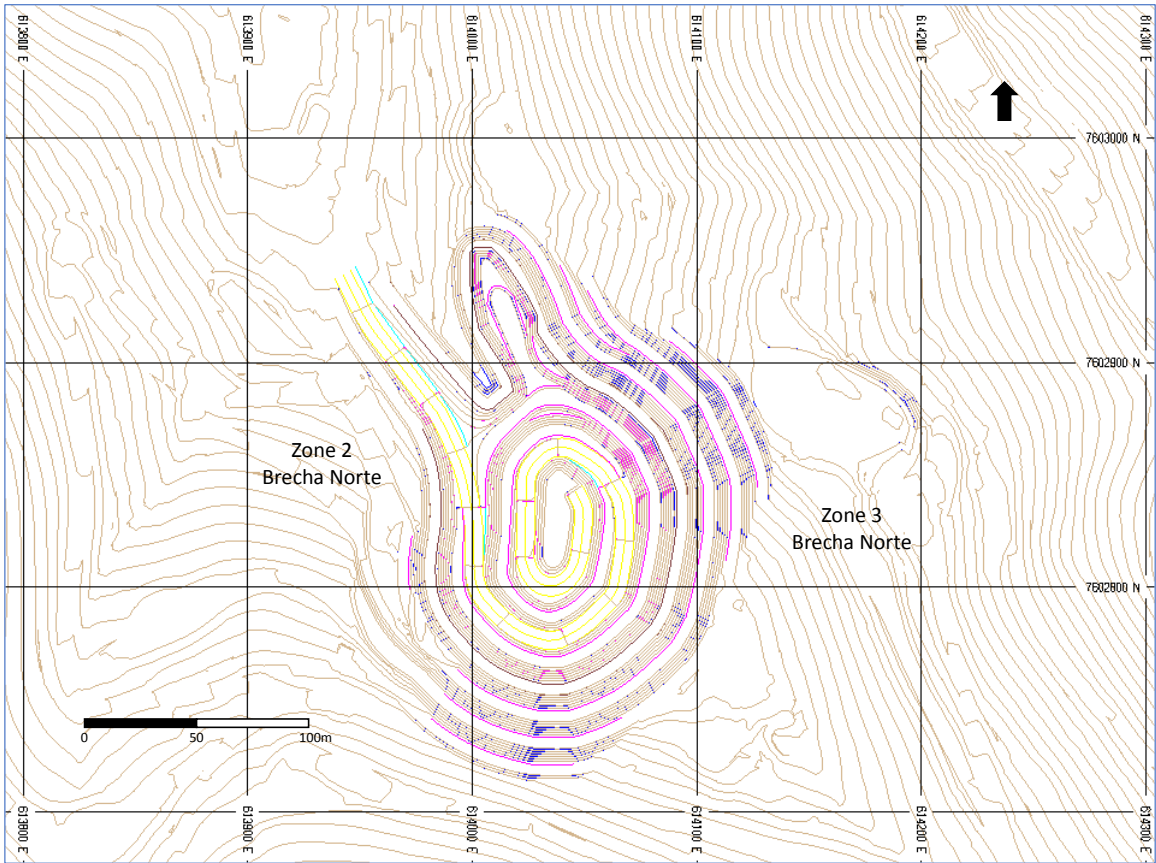 613800 E
613900 E
614000 E
614100 E
614200 E
614300 E
7603000 N
7602900 N
Zone 2
Brecha Norte
Zone 3
Brecha Norte
7602800 N
0 50 100m
613800 E
613900 E
614000 E
614100 E
614200 E
614300 E